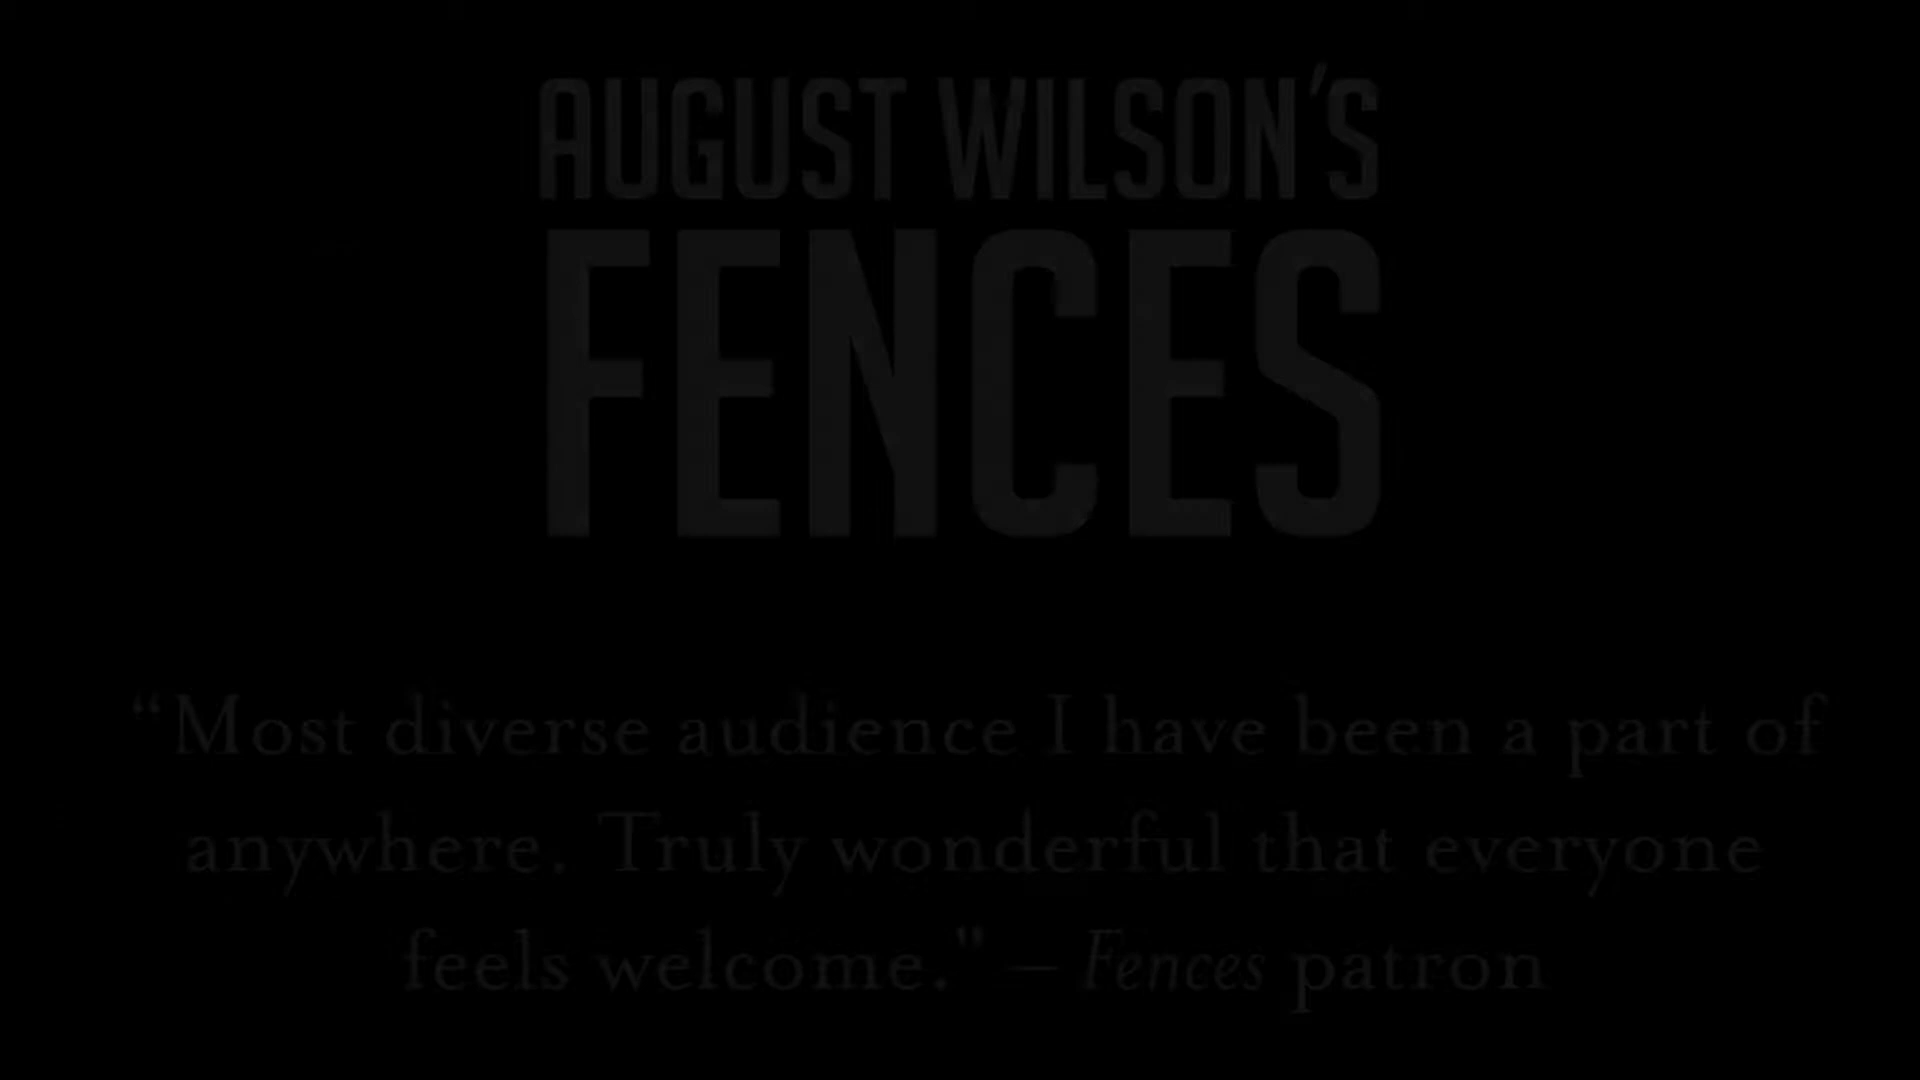 AUGUST WILSON'S
FENCES
“Most diverse audience I have been a part of
anywhere. Truly wonderful that everyone
feels welcome." – Fences patron